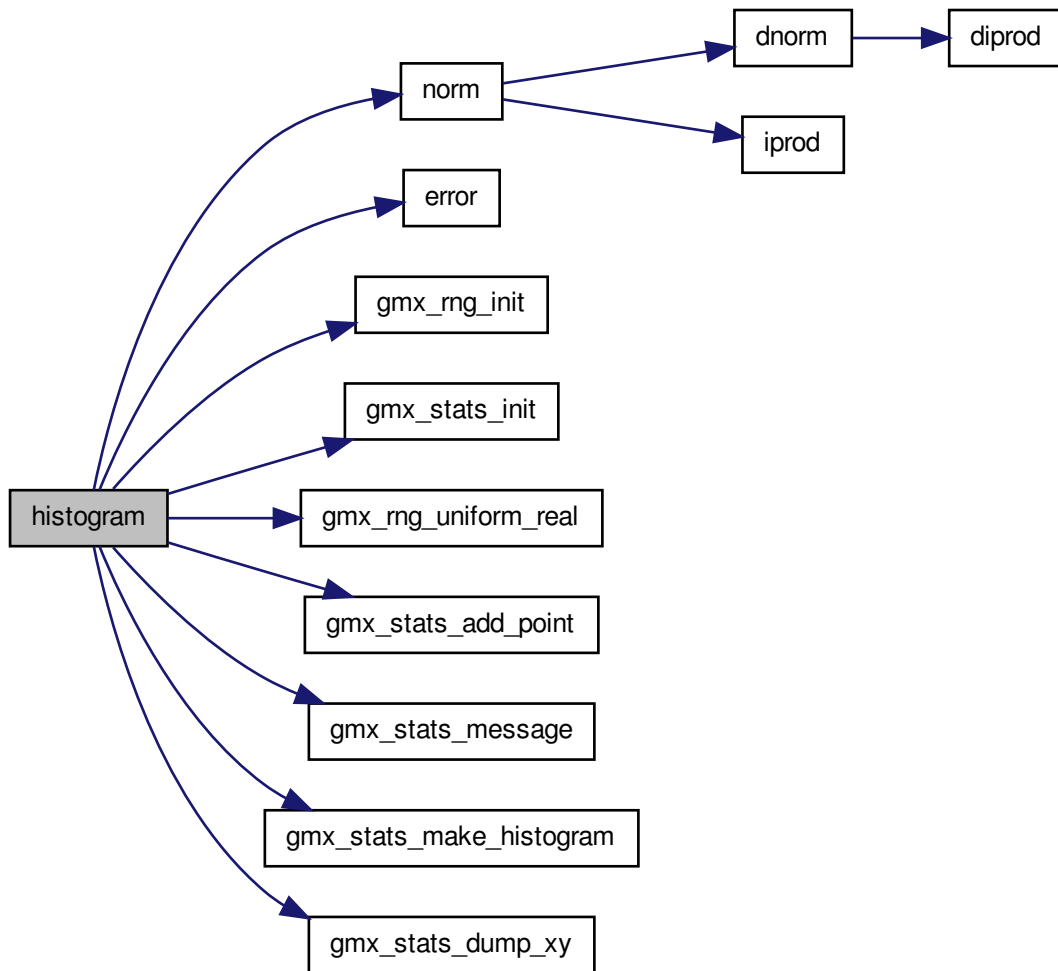 dnorm
diprod
norm
iprod
error
gmx_rng_init
gmx_stats_init
histogram
gmx_rng_uniform_real
gmx_stats_add_point
gmx_stats_message
gmx_stats_make_histogram
gmx_stats_dump_xy